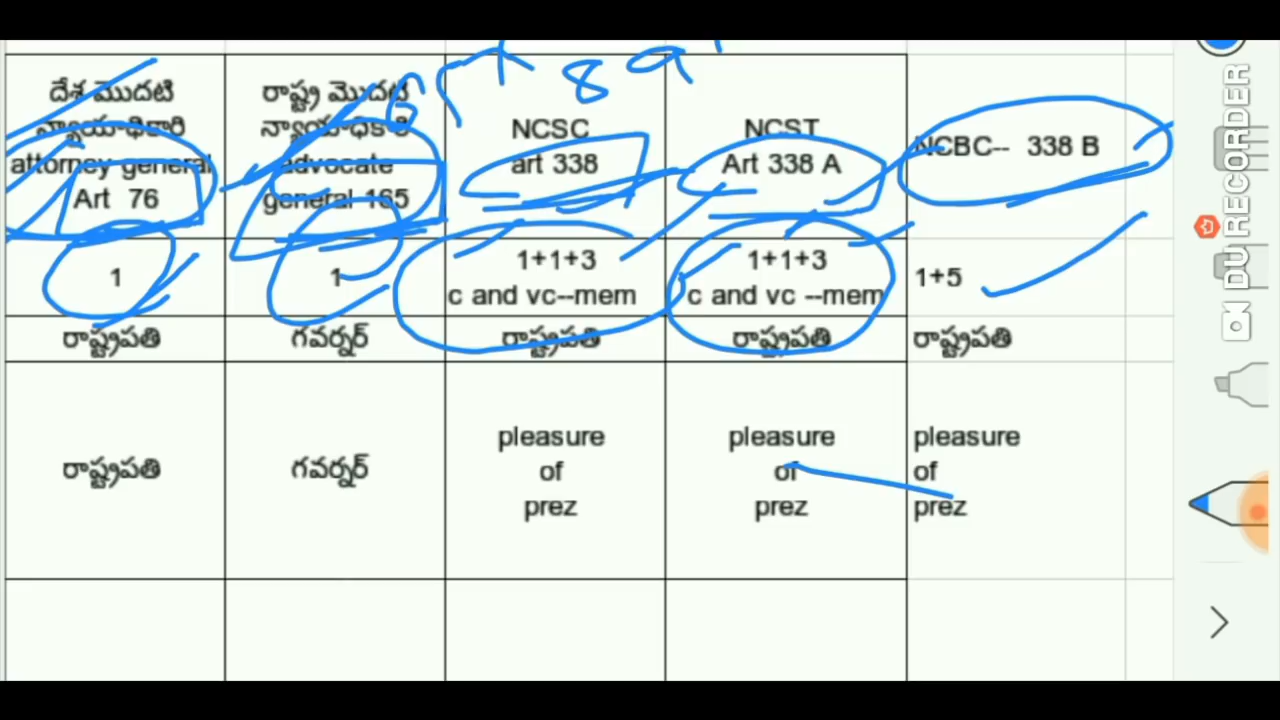 దేశ మొదటి
న్యాయాధికారి
attorney general
Art 76
రాష్ట్ర మొదటి
న్యాయాధికారి
advocate
general 165
NCSC
art 338
NCST
Art 338 A
NCBC-- 338 B
1
1
1+1+3
c and vc--mem
1+1+3
c and vc --mem
1+5
రాష్ట్రపతి
గవర్నర్
రాష్ట్రపతి
రాష్ట్రపతి
రాష్ట్రపతి
రాష్ట్రపతి
గవర్నర్
pleasure
of
prez
pleasure
of
prez
pleasure
of
prez
DU RECORDER